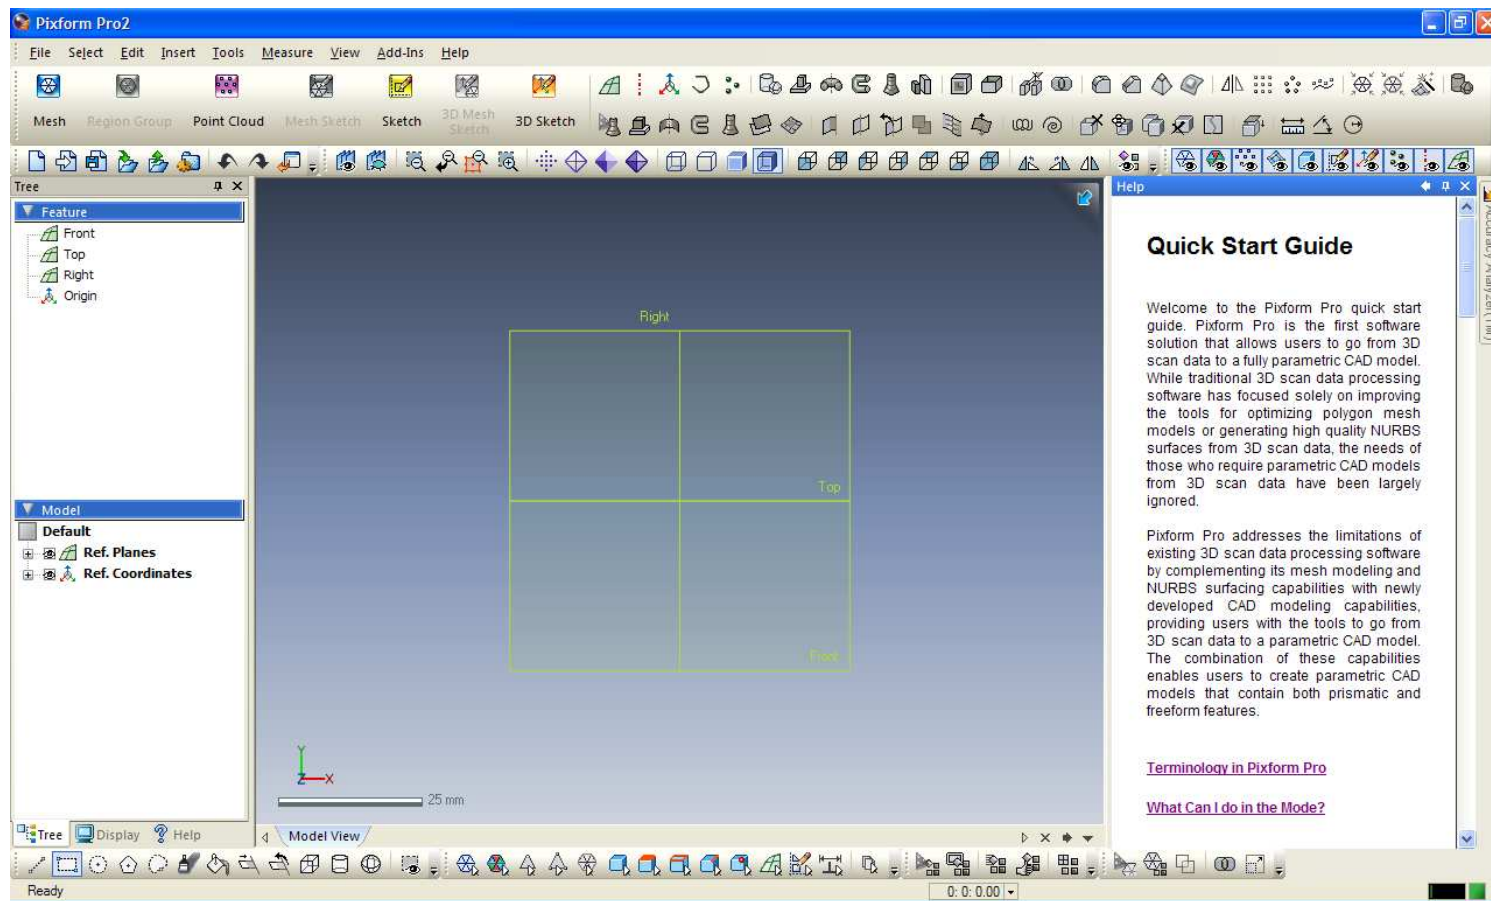 Pixform Pro2
File Select Edit Insert Tools Measure View Add-Ins Help
Mesh Region Group Point Cloud Mesh Sketch Sketch 3D Mesh Sketch 3D Sketch
Tree
Feature
Front
Top
Right
Origin
Model
Default
Ref. Planes
Ref. Coordinates
Tree Display Help
Right
Top
Front
Y
Z X
25 mm
Model View
Help
Quick Start Guide
Welcome to the Pixform Pro quick start
guide. Pixform Pro is the first software
solution that allows users to go from 3D
scan data to a fully parametric CAD model.
While traditional 3D scan data processing
software has focused solely on improving
the tools for optimizing polygon mesh
models or generating high quality NURBS
surfaces from 3D scan data, the needs of
those who require parametric CAD models
from 3D scan data have been largely
ignored.
Pixform Pro addresses the limitations of
existing 3D scan data processing software
by complementing its mesh modeling and
NURBS surfacing capabilities with newly
developed CAD modeling capabilities,
providing users with the tools to go from
3D scan data to a parametric CAD model.
The combination of these capabilities
enables users to create parametric CAD
models that contain both prismatic and
freeform features.
Terminology in Pixform Pro
What Can I do in the Mode?
Accuracy Analyzer(TM)
Ready
0: 0: 0.00